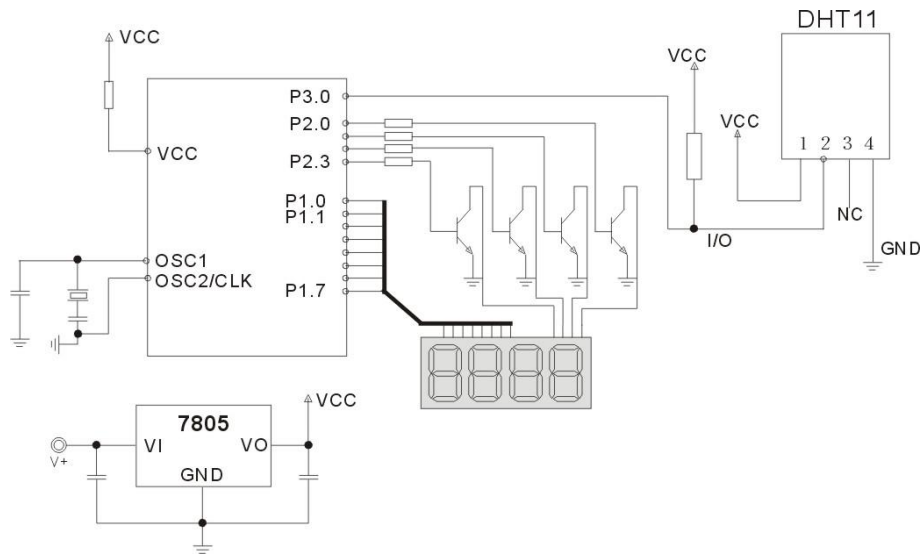 DHT11
VCC
VCC
VCC
P3.0
P2.0
P2.3
VCC
P1.0
P1.1
OSC1
OSC2/CLK
P1.7
1 2 3 4
NC
I/O
GND
VCC
7805
VI VO
GND
V+